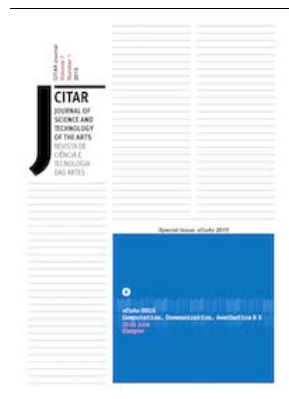 CITAR Journal
Volume 7
Number 1
2015
J
CITAR
JOURNAL OF
SCIENCE AND
TECHNOLOGY
OF THE ARTS
REVISTA DE
CIÊNCIA E
TECNOLOGIA
DAS ARTES
Special Issue: xCoAx 2015
xCoAx 2015
Computation, Communication, Aesthetics & X
Glasgow